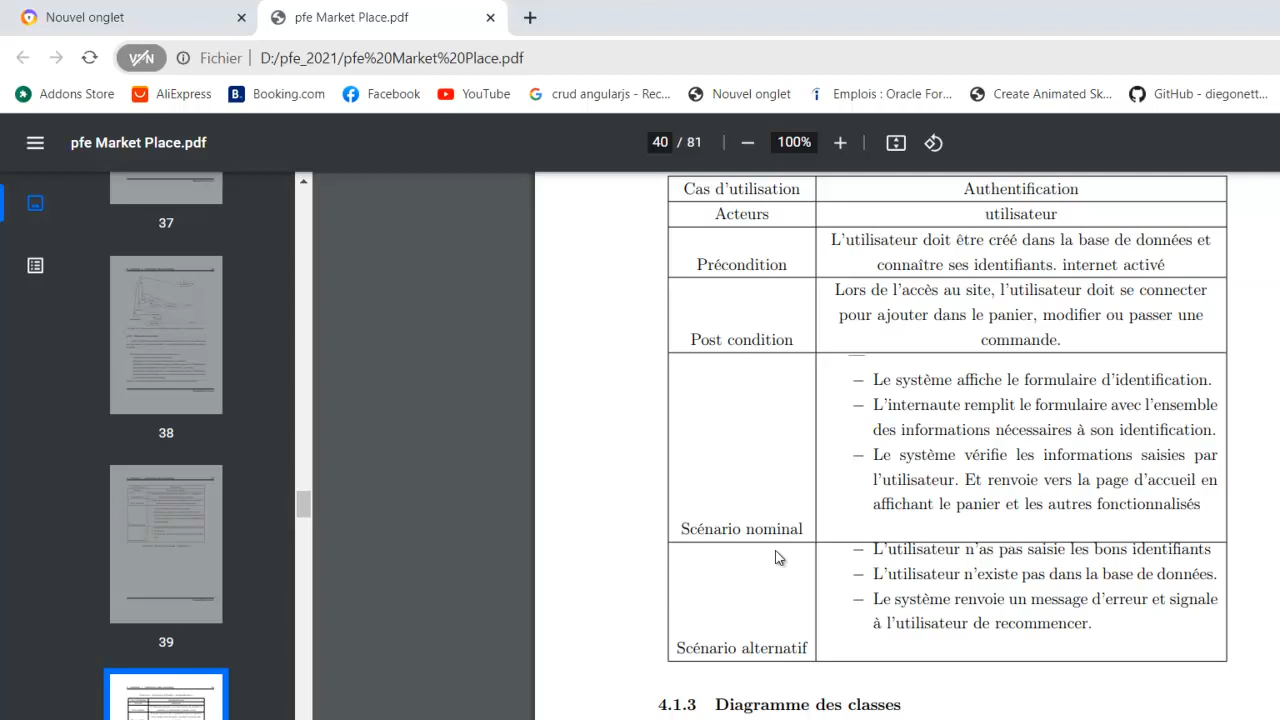 Nouvel onglet
pfe Market Place.pdf
Fichier
D:/pfe_2021/pfe%20Market%20Place.pdf
Addons Store
AliExpress
Booking.com
Facebook
YouTube
crud angularjs - Rec...
Nouvel onglet
Emplois : Oracle For...
Create Animated Sk...
GitHub - diegonett...
pfe Market Place.pdf
40 / 81
100%
37
38
39
Cas d'utilisation
Authentification
Acteurs
utilisateur
Précondition
L'utilisateur doit être créé dans la base de données et
connaître ses identifiants. internet activé
Post condition
Lors de l'accès au site, l'utilisateur doit se connecter
pour ajouter dans le panier, modifier ou passer une
commande.
Scénario nominal
– Le système affiche le formulaire d'identification.
– L'internaute remplit le formulaire avec l'ensemble
des informations nécessaires à son identification.
– Le système vérifie les informations saisies par
l'utilisateur. Et renvoie vers la page d'accueil en
affichant le panier et les autres fonctionnalisés
Scénario alternatif
– L'utilisateur n'as pas saisie les bons identifiants
– L'utilisateur n'existe pas dans la base de données.
– Le système renvoie un message d'erreur et signale
à l'utilisateur de recommencer.
4.1.3 Diagramme des classes